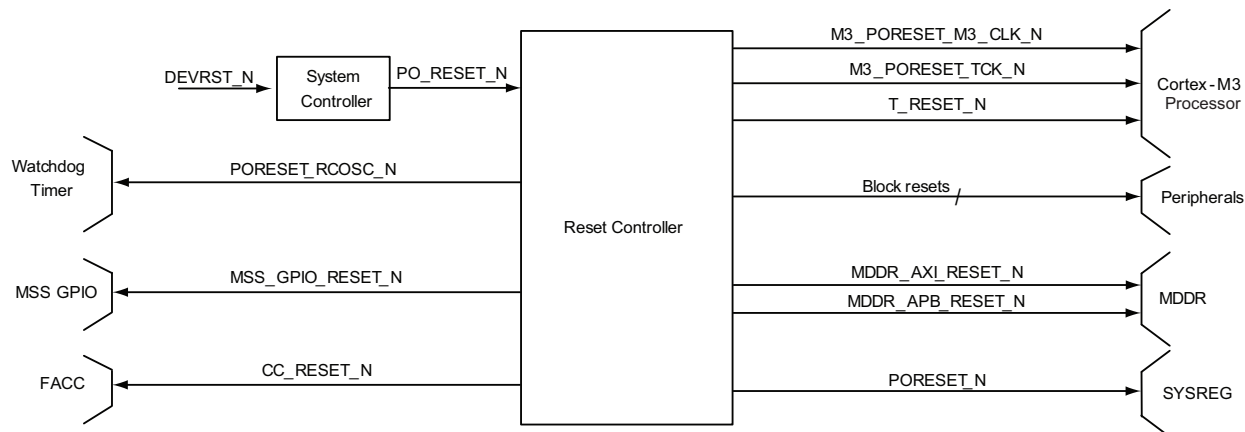 M3_PORESET_M3_CLK_N
DEVRST_N
System
Controller
PO_RESET_N
M3_PORESET_TCK_N
Cortex-M3
Processor
T_RESET_N
Watchdog
Timer
PORESET_RCOSC_N
Block resets
Peripherals
Reset Controller
MSS GPIO
MSS_GPIO_RESET_N
MDDR_AXI_RESET_N
MDDR_APB_RESET_N
MDDR
FACC
CC_RESET_N
PORESET_N
SYSREG